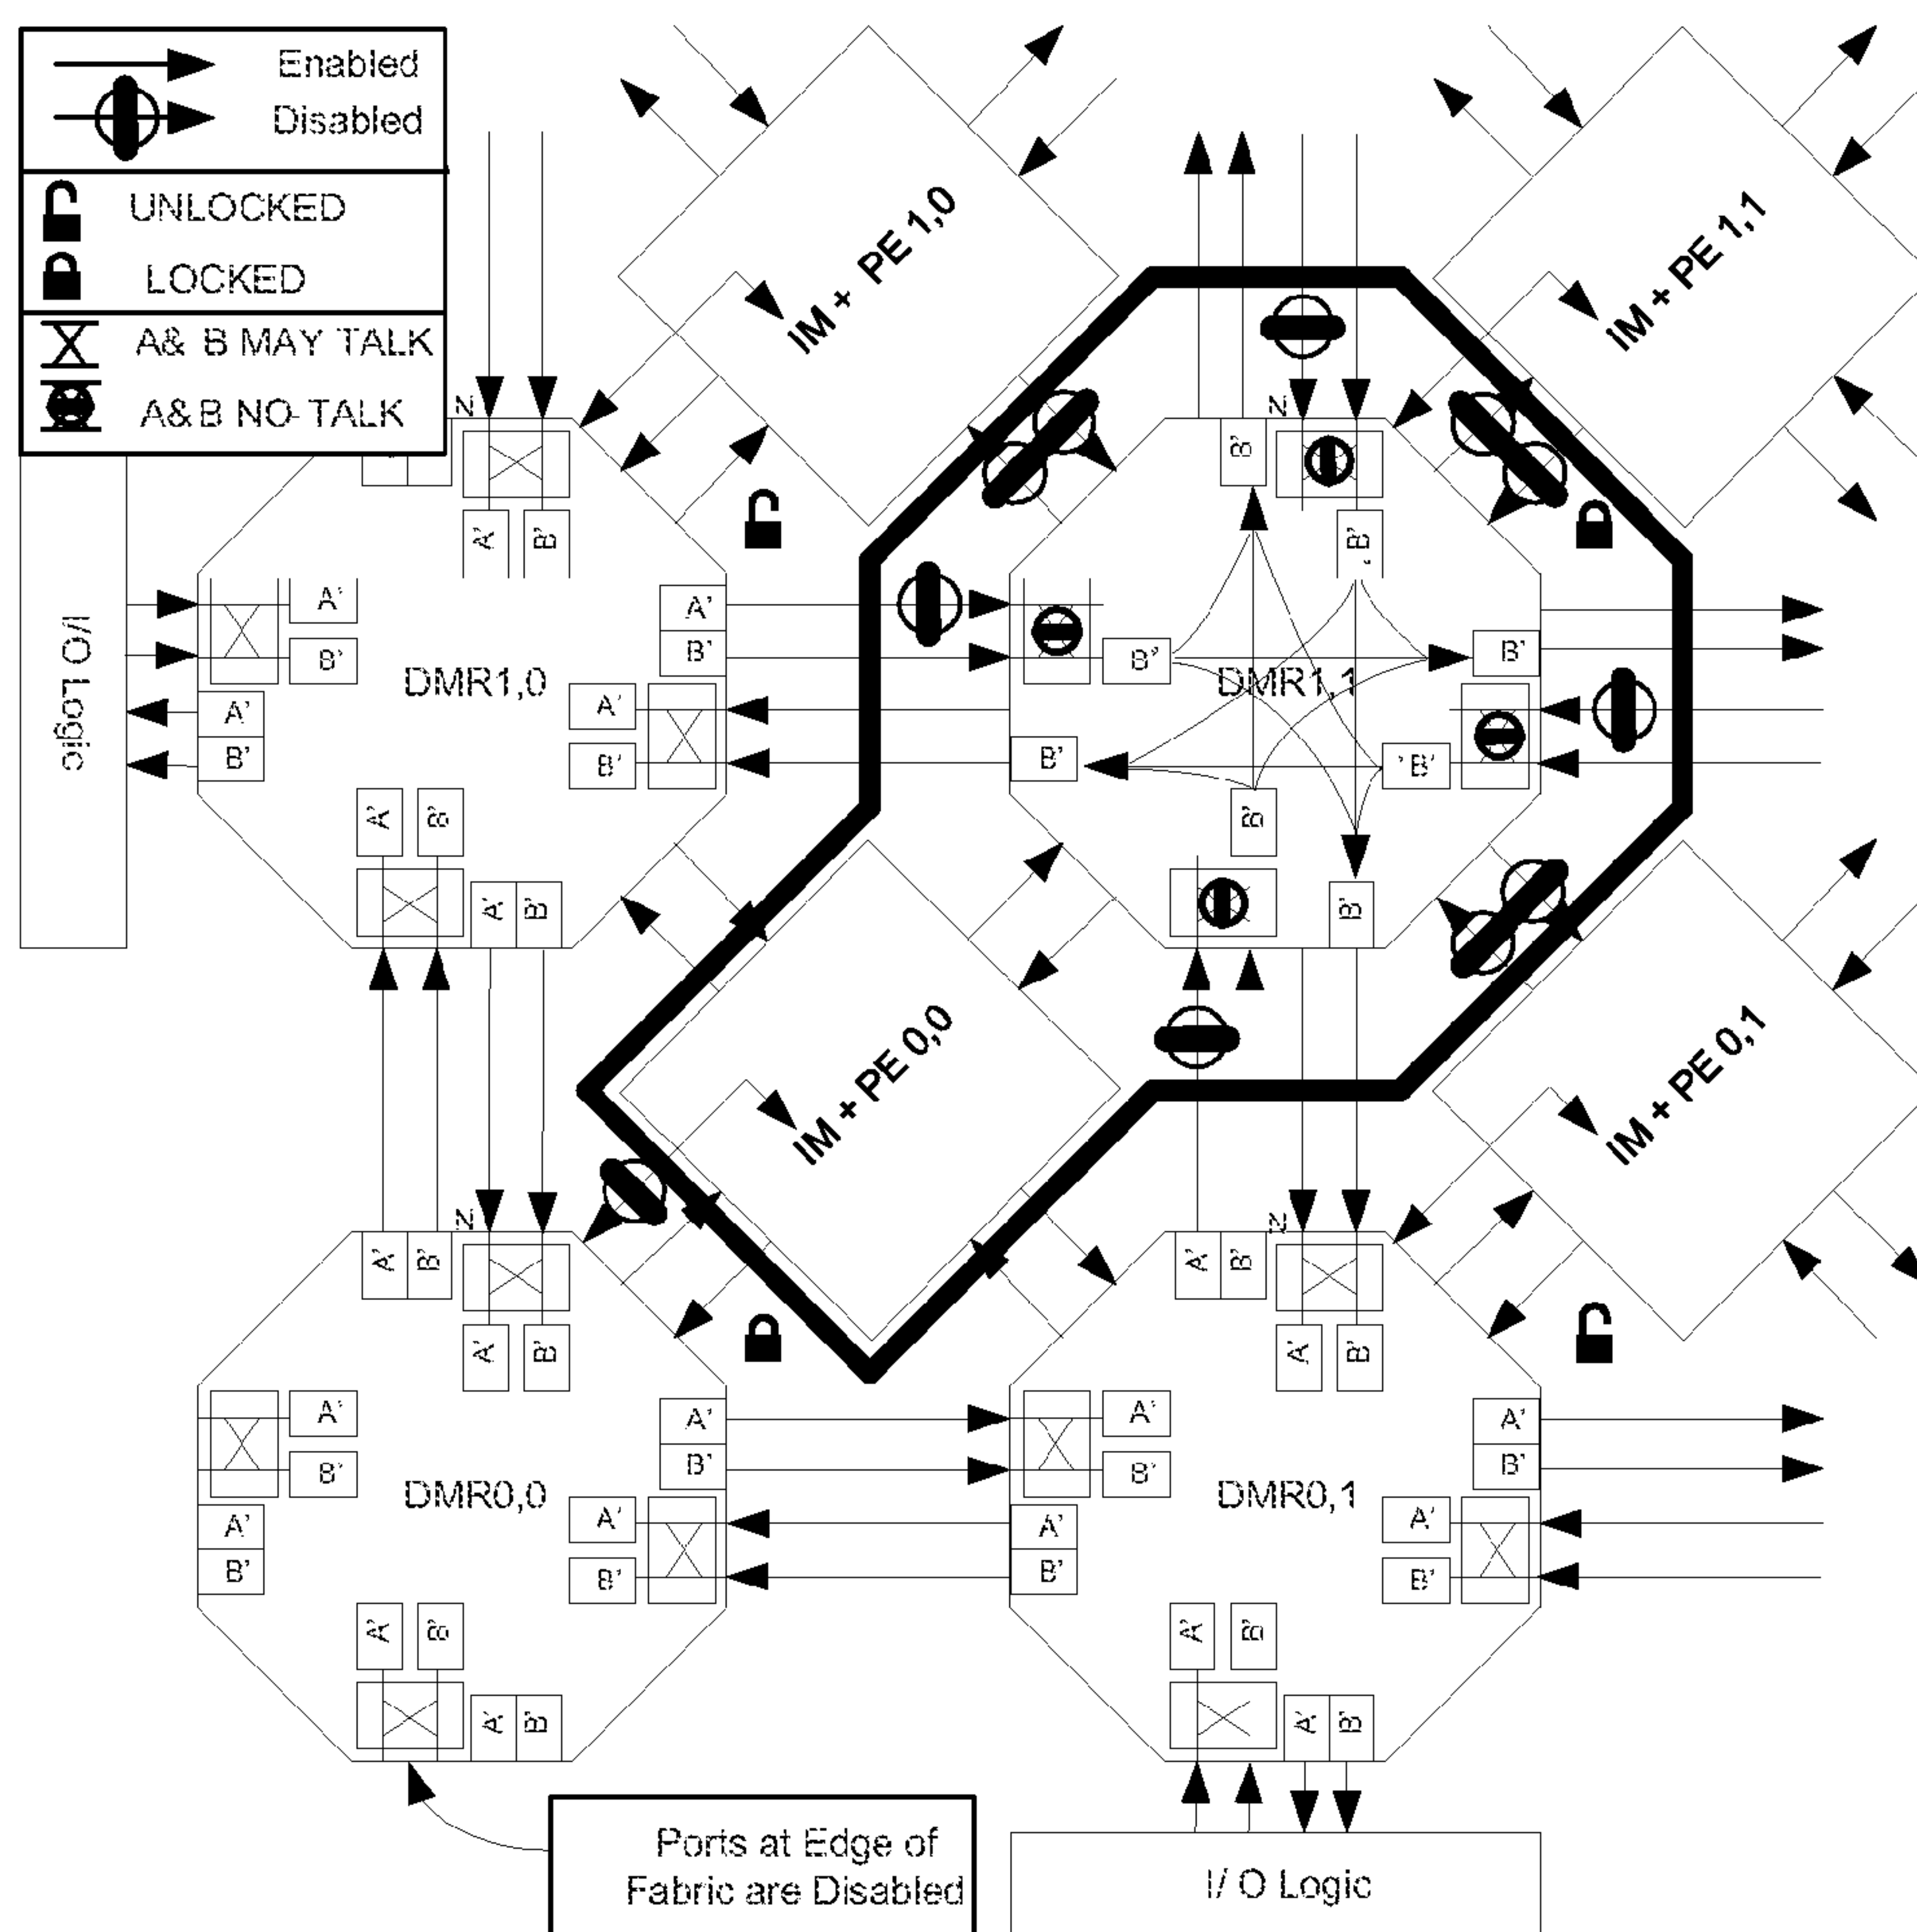 Enabled
Disabled
UNLOCKED
LOCKED
A& B MAY TALK
A&B NO TALK
IM + PE 1,0
IM + PE 1,1
N
A'
B'
B'
N
B'
I/O Logic
A'
B'
A'
B'
DMR1,0
A'
B'
A'
B'
A'
B'
A'
B'
B'
DMR1,1
B'
B'
B'
B'
B'
IM + PE 0,0
IM + PE 0,1
A'
B'
N
A'
B'
A'
B'
N
A'
B'
A'
B'
A'
B'
DMR0,0
A'
B'
A'
B'
A'
B'
A'
B'
A'
B'
DMR0,1
A'
B'
A'
B'
A'
B'
A'
B'
A'
B'
Ports at Edge of
Fabric are Disabled
I/ O Logic